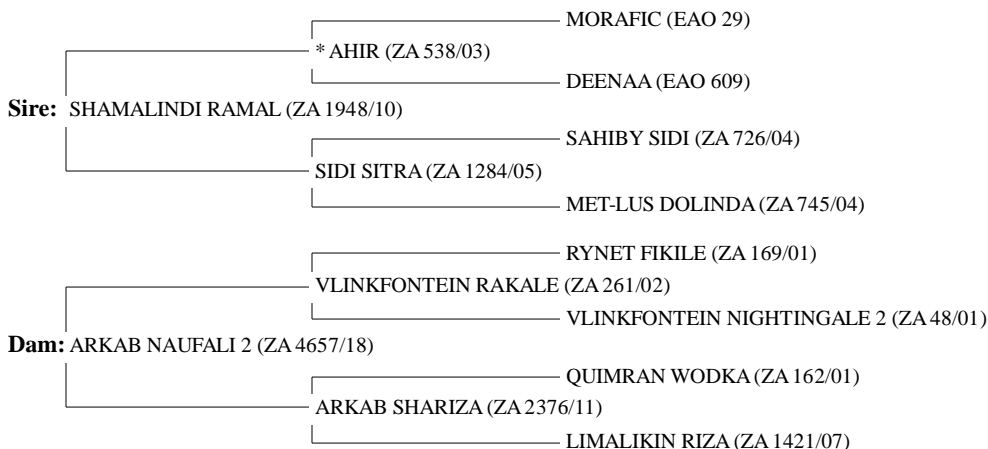 MORAFIC (EAO 29)
* AHIR (ZA 538/03)
DEENAA (EAO 609)
Sire: SHAMALINDI RAMAL (ZA 1948/10)
SAHIBY SIDI (ZA 726/04)
SIDI SITRA (ZA 1284/05)
MET-LUS DOLINDA (ZA 745/04)
RYNET FIKILE (ZA 169/01)
VLINKFONTEIN RAKALE (ZA 261/02)
VLINKFONTEIN NIGHTINGALE 2 (ZA 48/01)
Dam: ARKAB NAUFALI 2 (ZA 4657/18)
QUIMRAN WODKA (ZA 162/01)
ARKAB SHARIZA (ZA 2376/11)
LIMALIKIN RIZA (ZA 1421/07)